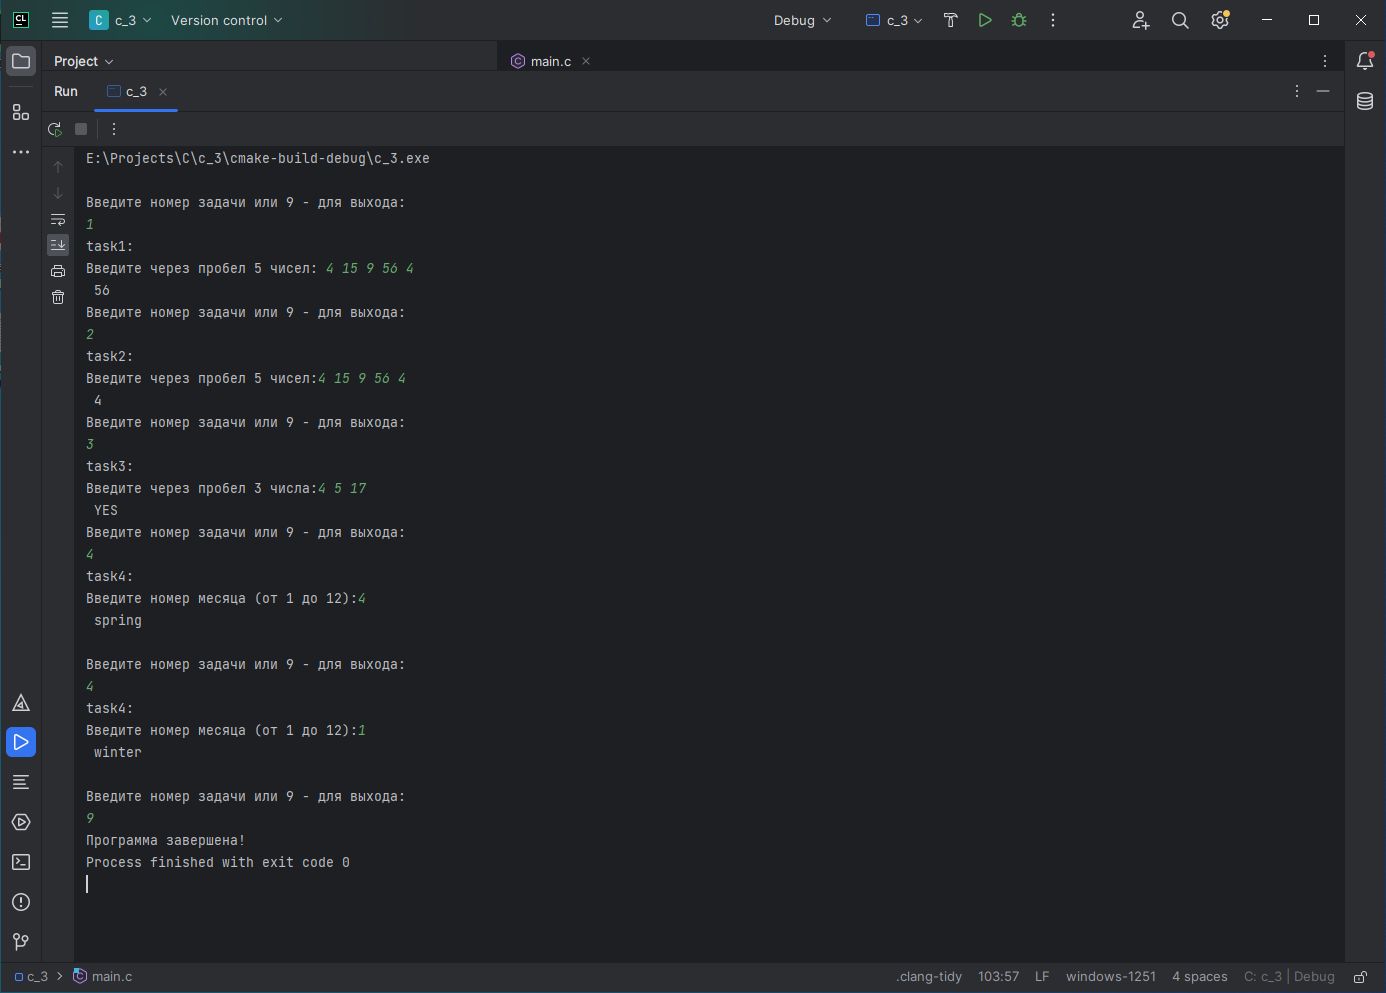 CL C c_3 Version control Debug c_3
Project main.c
Run c_3
E:\Projects\C\c_3\cmake-build-debug\c_3.exe
Введите номер задачи или 9 - для выхода:
1
task1:
Введите через пробел 5 чисел: 4 15 9 56 4
56
Введите номер задачи или 9 - для выхода:
2
task2:
Введите через пробел 5 чисел:4 15 9 56 4
4
Введите номер задачи или 9 - для выхода:
3
task3:
Введите через пробел 3 числа:4 5 17
YES
Введите номер задачи или 9 - для выхода:
4
task4:
Введите номер месяца (от 1 до 12):4
spring
Введите номер задачи или 9 - для выхода:
4
task4:
Введите номер месяца (от 1 до 12):1
winter
Введите номер задачи или 9 - для выхода:
9
Программа завершена!
Process finished with exit code 0
c_3 > main.c .clang-tidy 103:57 LF windows-1251 4 spaces C: c_3 | Debug